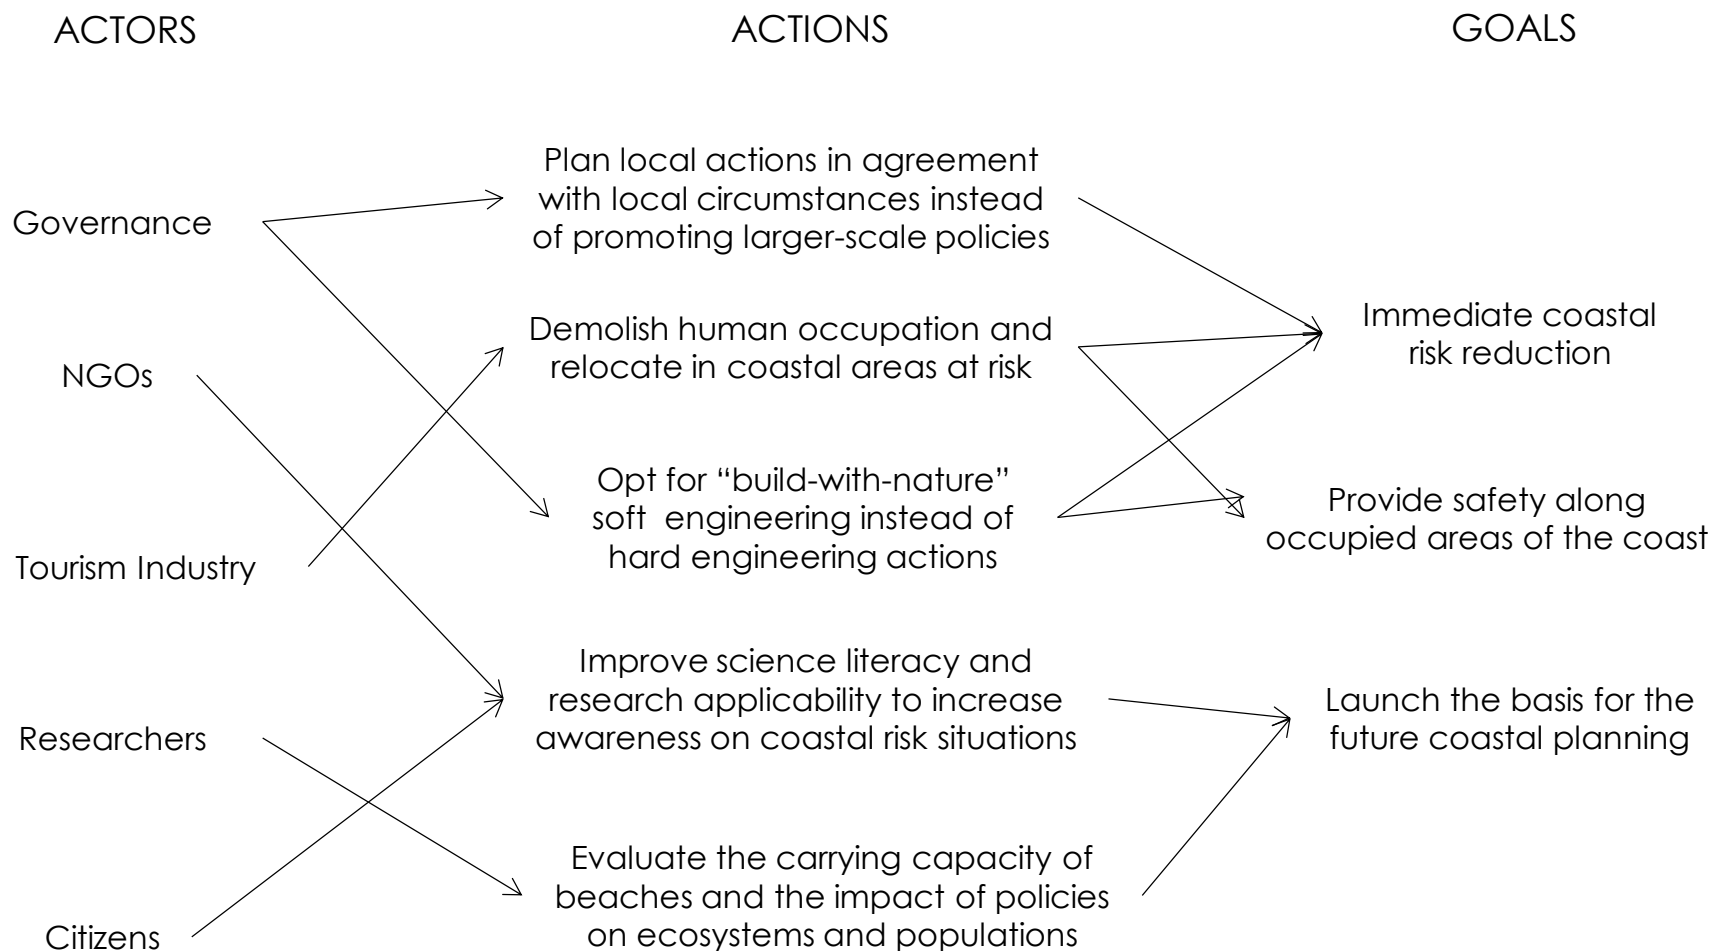 ACTORS
ACTIONS
GOALS
Governance
NGOs
Tourism Industry
Researchers
Citizens
Plan local actions in agreement
with local circumstances instead
of promoting larger-scale policies
Demolish human occupation and
relocate in coastal areas at risk
Opt for “build-with-nature”
soft engineering instead of
hard engineering actions
Improve science literacy and
research applicability to increase
awareness on coastal risk situations
Evaluate the carrying capacity of
beaches and the impact of policies
on ecosystems and populations
Immediate coastal
risk reduction
Provide safety along
occupied areas of the coast
Launch the basis for the
future coastal planning